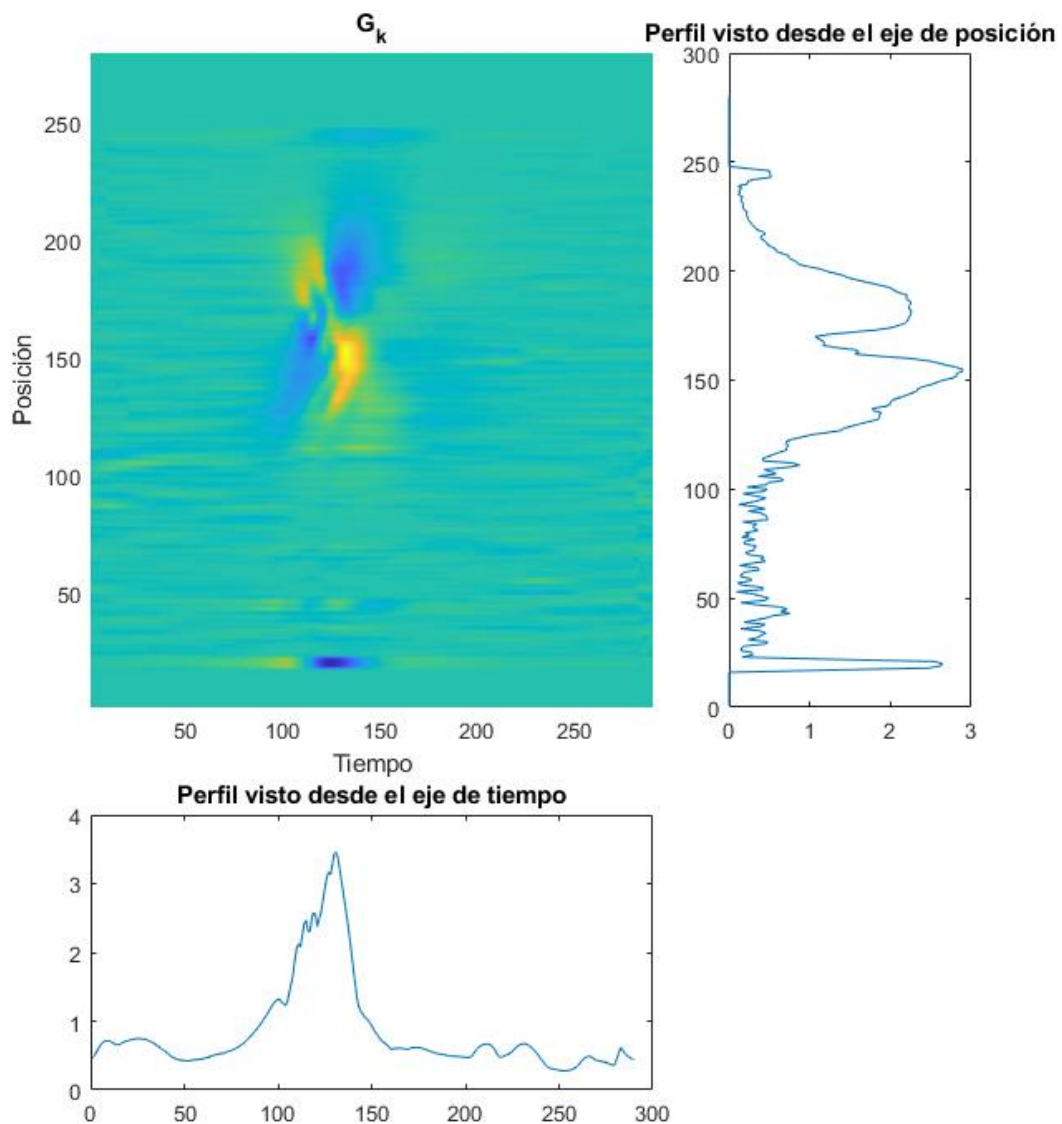 G_k
Perfil visto desde el eje de posición
250
200
150
100
50
Posición
50 100 150 200 250
Tiempo
300
250
200
150
100
50
0
0 1 2 3
Perfil visto desde el eje de tiempo
4
3
2
1
0
0 50 100 150 200 250 300